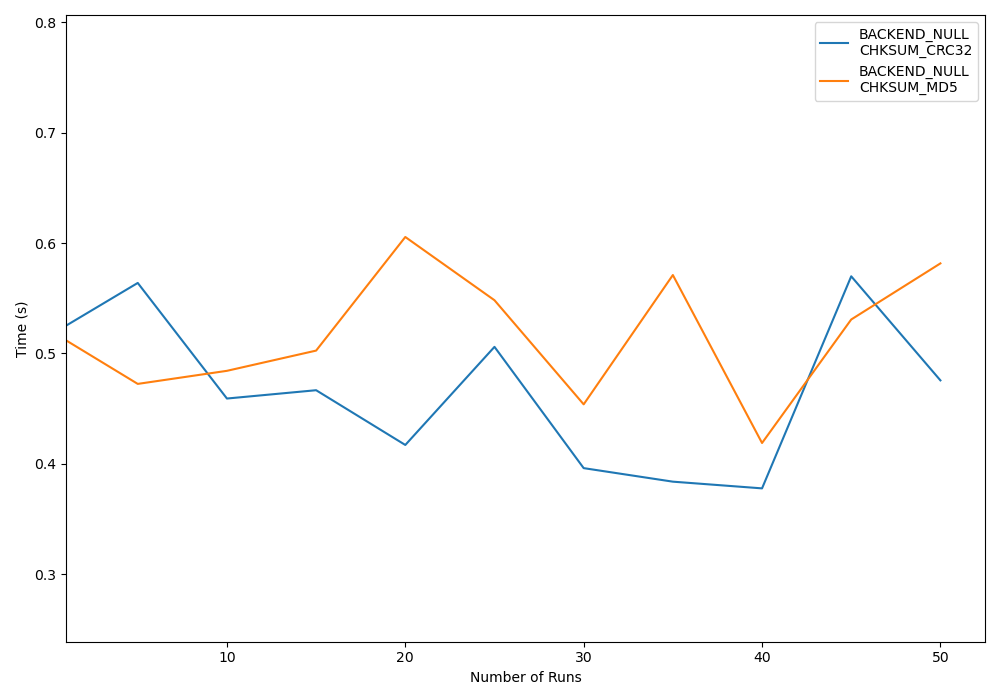 0.8
0.7
0.6
0.5
0.4
0.3
Time (s)
10 20 30 40 50
Number of Runs
BACKEND_NULL
CHKSUM_CRC32
BACKEND_NULL
CHKSUM_MD5